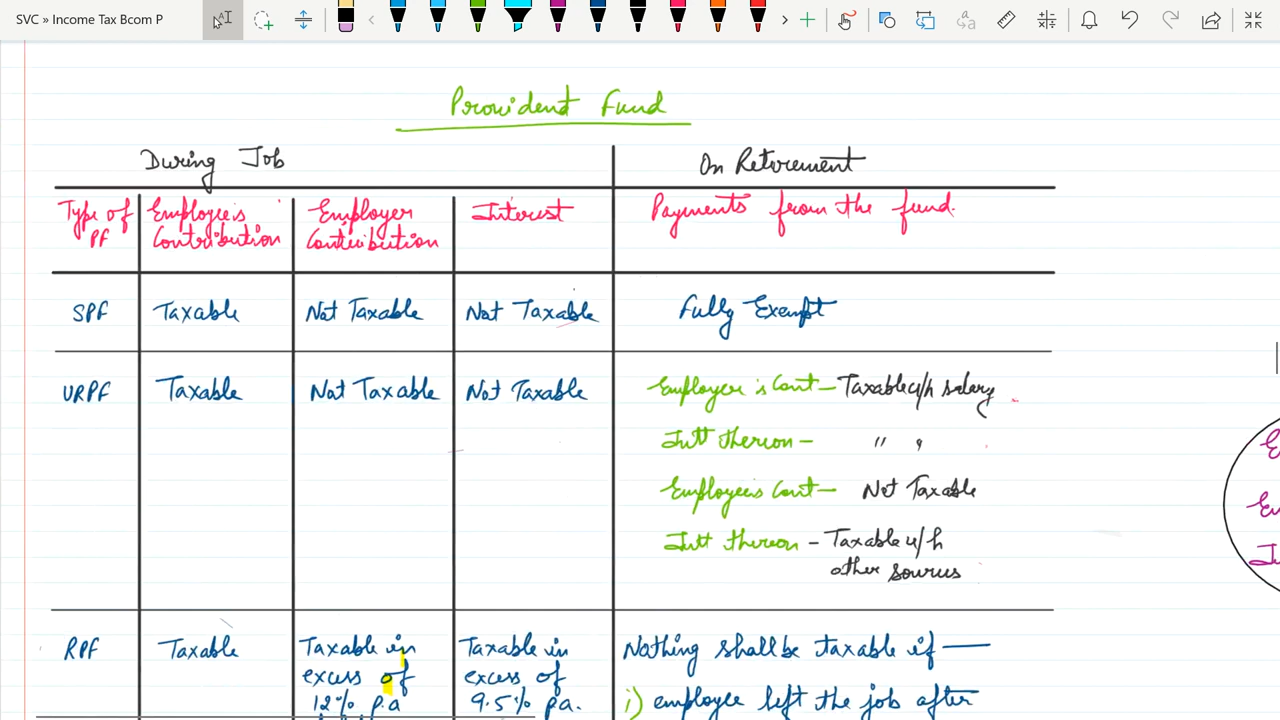 SVC » Income Tax Bcom P
Provident Fund
During Job
On Retirement
Type of PF
Employee's Contribution
Employer Contribution
Interest
Payments from the fund.
SPF
Taxable
Not Taxable
Not Taxable
Fully Exempt
URPF
Taxable
Not Taxable
Not Taxable
Employer's Cont — Taxable u/h salary
Intt thereon — " "
Employee's Cont — Not Taxable
Intt thereon - Taxable u/h
other sources
RPF
Taxable
Taxable in
excess of
12% p.a
Taxable in
excess of
9.5% p.a.
Nothing shall be taxable if —
i) employee left the job after